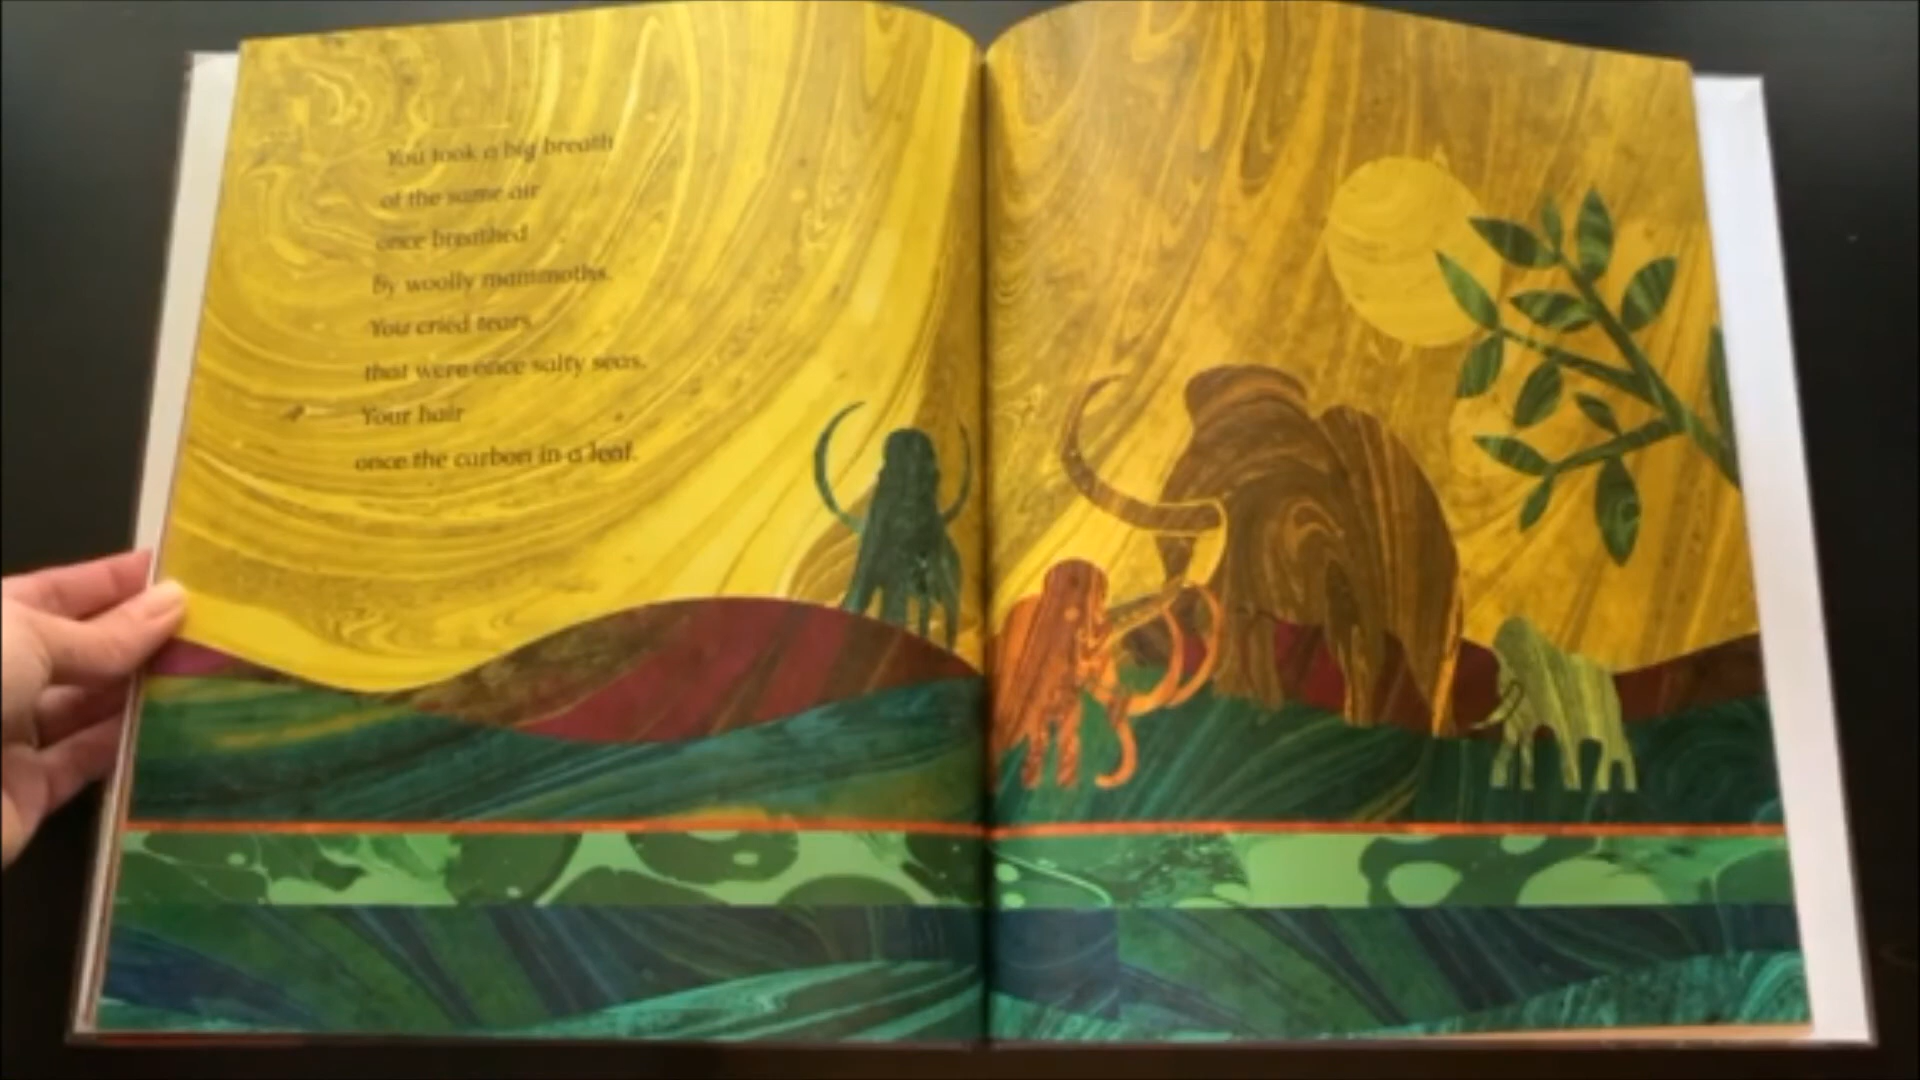 You took a big breath
of the same air
once breathed
by woolly mammoths.
You cried tears
that were once salty seas.
Your hair
once the carbon in a leaf.